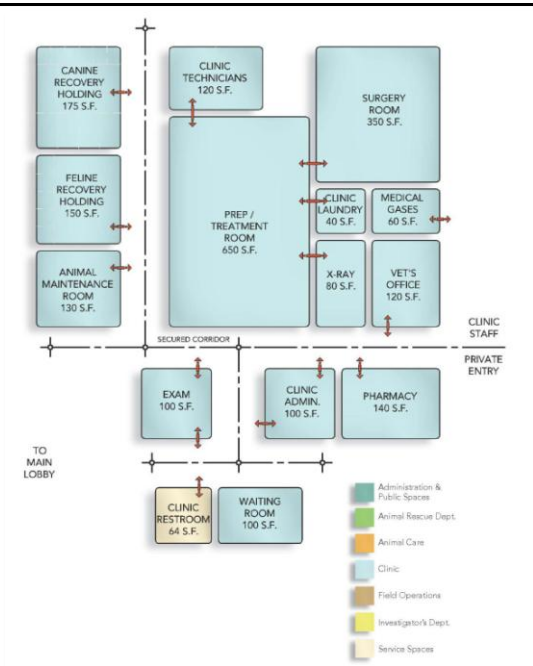 CANINE
RECOVERY
HOLDING
175 S.F.
CLINIC
TECHNICIANS
120 S.F.
SURGERY
ROOM
350 S.F.
FELINE
RECOVERY
HOLDING
150 S.F.
PREP /
TREATMENT
ROOM
650 S.F.
CLINIC
LAUNDRY
40 S.F.
MEDICAL
GASES
60 S.F.
ANIMAL
MAINTENANCE
ROOM
130 S.F.
X-RAY
80 S.F.
VET'S
OFFICE
120 S.F.
CLINIC
STAFF
SECURED CORRIDOR
PRIVATE
ENTRY
EXAM
100 S.F.
CLINIC
ADMIN.
100 S.F.
PHARMACY
140 S.F.
TO
MAIN
LOBBY
CLINIC
RESTROOM
64 S.F.
WAITING
ROOM
100 S.F.
Administration &
Public Spaces
Animal Rescue Dept.
Animal Care
Clinic
Field Operations
Investigator's Dept.
Service Spaces